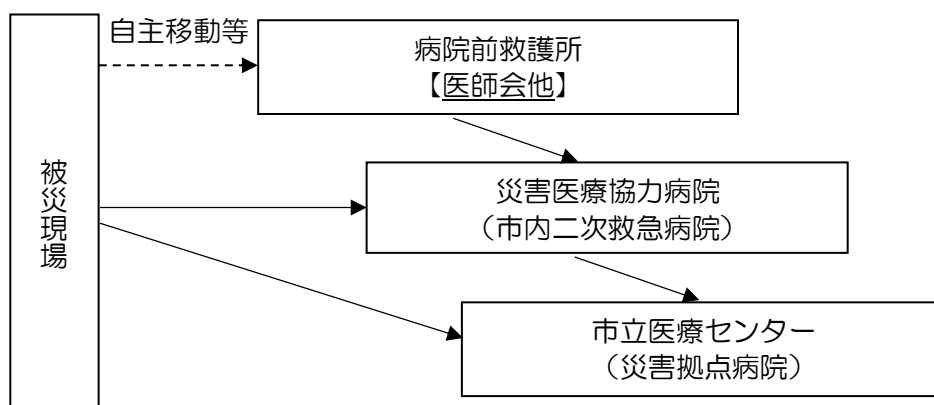 自主移動等
病院前救護所
【医師会他】
被災現場
災害医療協力病院
（市内二次救急病院）
市立医療センター
（災害拠点病院）